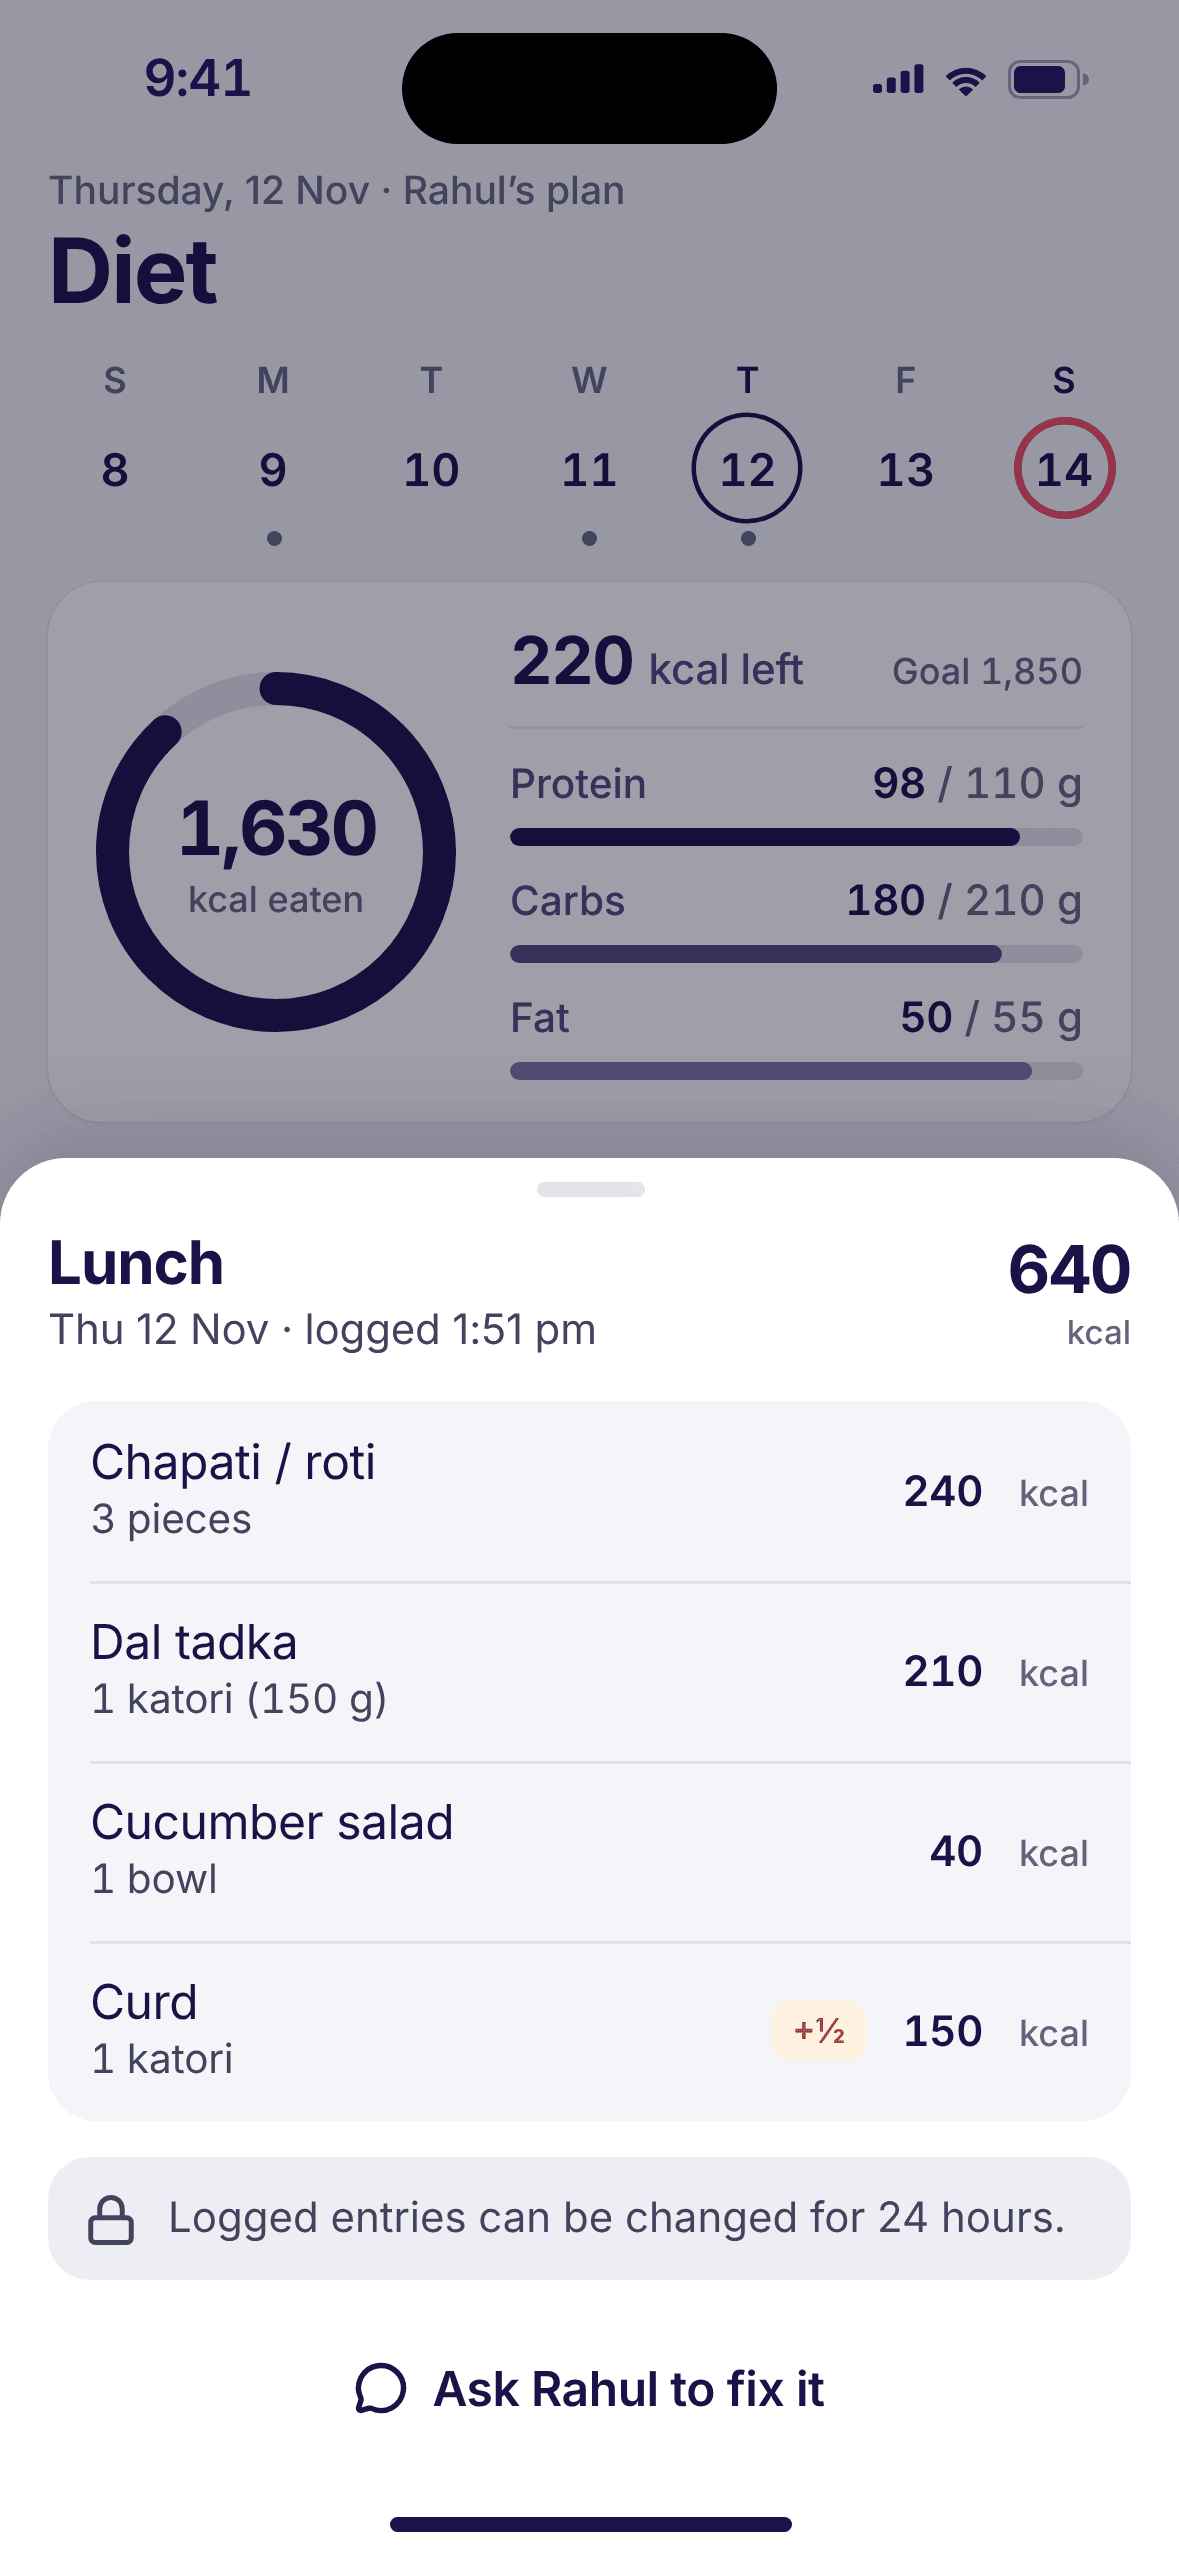 9:41
Thursday, 12 Nov · Rahul’s plan
Diet
S M T W T F S
8 9 10 11 12 13 14
220 kcal left Goal 1,850
1,630
kcal eaten
Protein 98 / 110 g
Carbs 180 / 210 g
Fat 50 / 55 g
Lunch 640
Thu 12 Nov · logged 1:51 pm kcal
Chapati / roti
3 pieces
240 kcal
Dal tadka
1 katori (150 g)
210 kcal
Cucumber salad
1 bowl
40 kcal
Curd
1 katori
+½ 150 kcal
Logged entries can be changed for 24 hours.
Ask Rahul to fix it